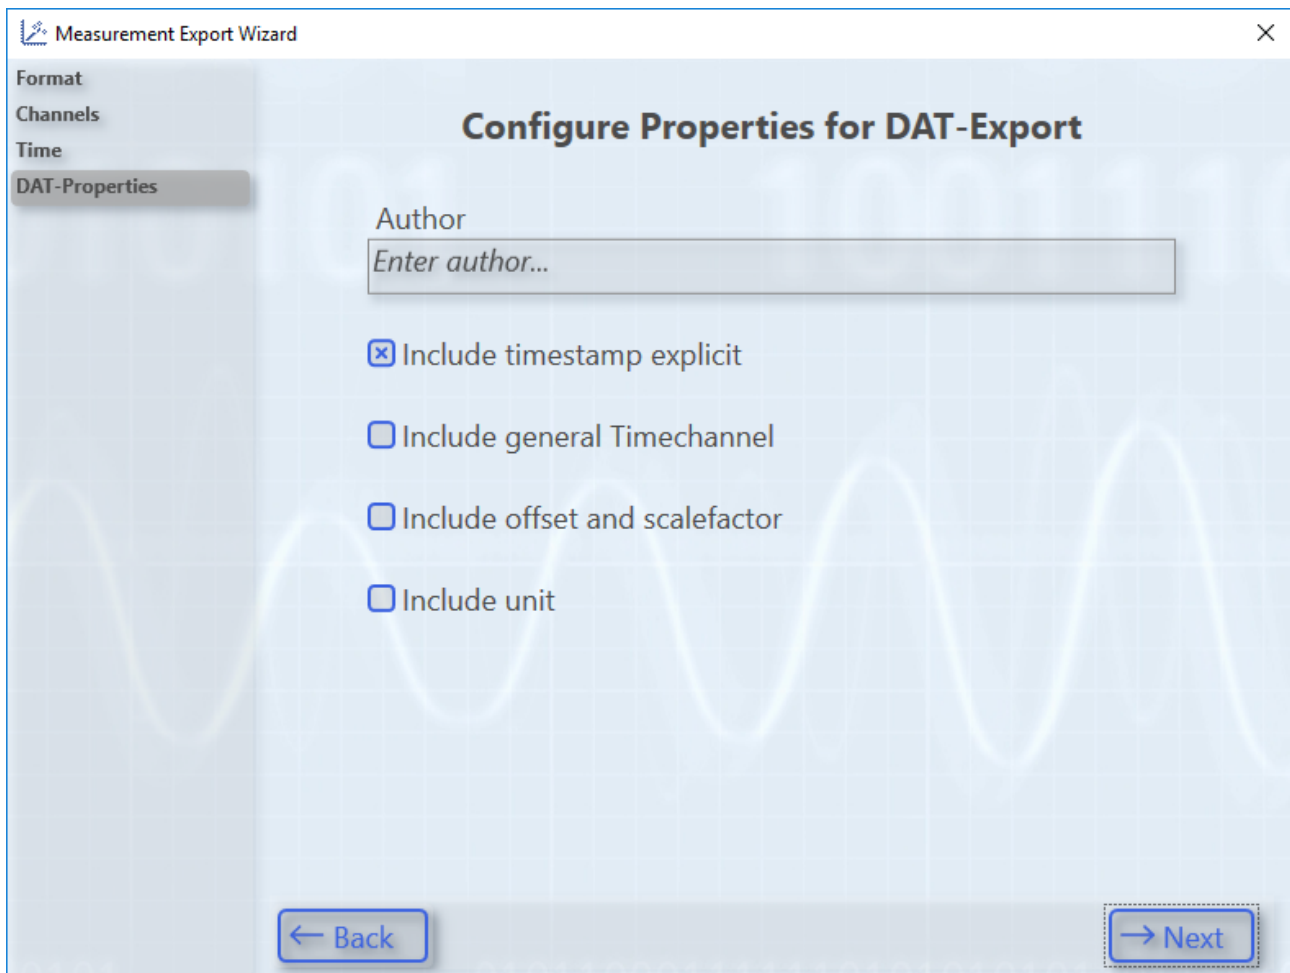 Measurement Export Wizard
Format
Channels
Time
DAT-Properties
Configure Properties for DAT-Export
Author
Enter author...
Include timestamp explicit
Include general Timechannel
Include offset and scalefactor
Include unit
← Back
→ Next